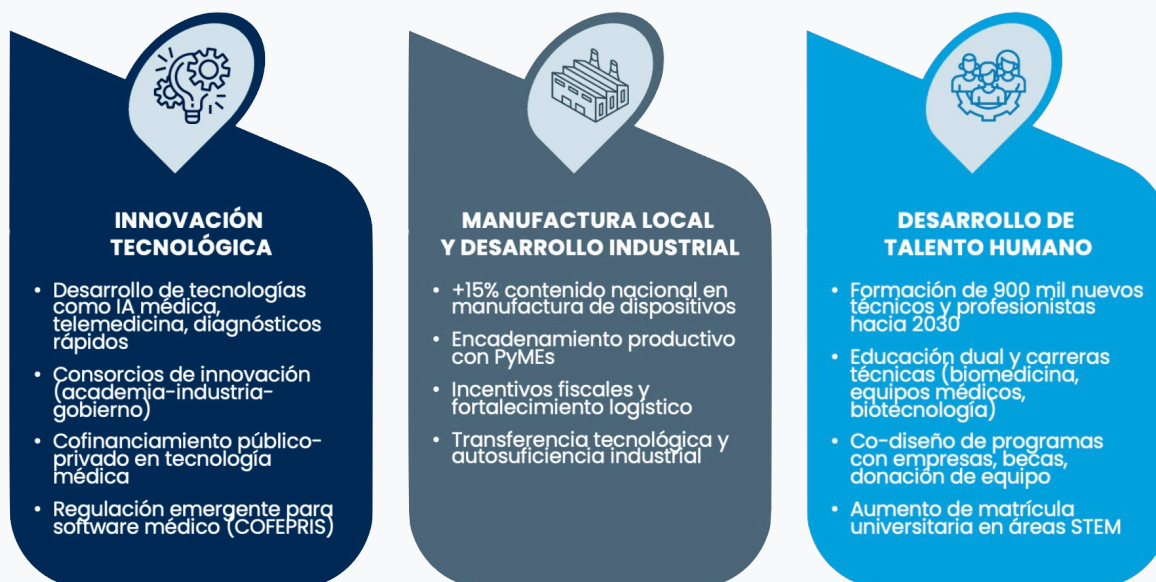 INNOVACIÓN
TECNOLÓGICA
• Desarrollo de tecnologías
como IA médica,
telemedicina, diagnósticos
rápidos
• Consorcios de innovación
(academia-industria-
gobierno)
• Cofinanciamiento público-
privado en tecnología
médica
• Regulación emergente para
software médico (COFEPRIS)
MANUFACTURA LOCAL
Y DESARROLLO INDUSTRIAL
• +15% contenido nacional en
manufactura de dispositivos
• Encadenamiento productivo
con PyMEs
• Incentivos fiscales y
fortalecimiento logístico
• Transferencia tecnológica y
autosuficiencia industrial
DESARROLLO DE
TALENTO HUMANO
• Formación de 900 mil nuevos
técnicos y profesionistas
hacia 2030
• Educación dual y carreras
técnicas (biomedicina,
equipos médicos,
biotecnología)
• Co-diseño de programas
con empresas, becas,
donación de equipo
• Aumento de matrícula
universitaria en áreas STEM